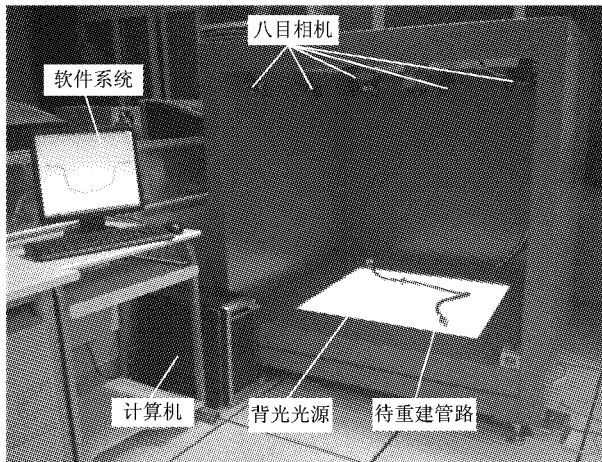 八目相机
软件系统
计算机
背光光源
待重建管路